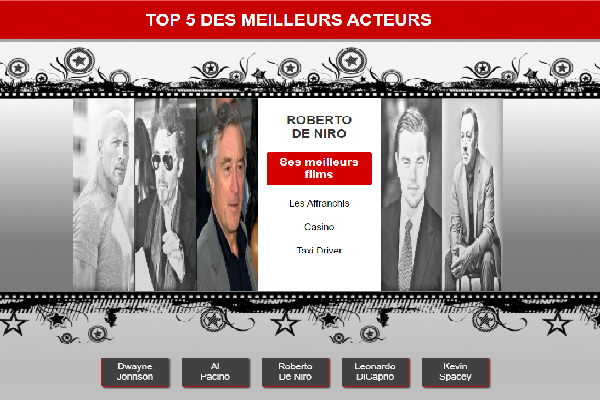 TOP 5 DES MEILLEURS ACTEURS
ROBERTO
DE NIRO
Ses meilleurs
films
Les Affranchis
Casino
Taxi Driver
Dwayne
Johnson
Al
Pacino
Roberto
De Niro
Leonardo
DiCaprio
Kevin
Spacey